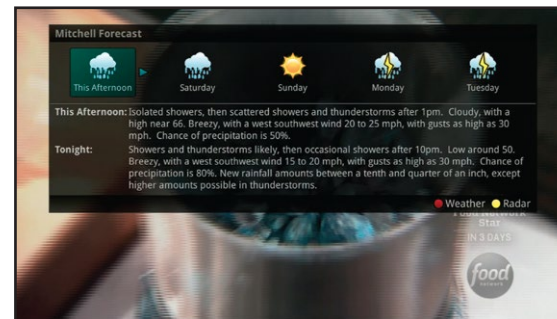 Mitchell Forecast
This Afternoon
Saturday
Sunday
Monday
Tuesday
This Afternoon: Isolated showers, then scattered showers and thunderstorms after 1pm. Cloudy, with a
high near 66. Breezy, with a west southwest wind 20 to 25 mph, with gusts as high as 30
mph. Chance of precipitation is 50%.
Tonight: Showers and thunderstorms likely, then occasional showers after 10pm. Low around 50.
Breezy, with a west southwest wind 15 to 20 mph, with gusts as high as 30 mph. Chance of
precipitation is 80%. New rainfall amounts between a tenth and quarter of an inch, except
higher amounts possible in thunderstorms.
Weather Radar
Food Network
Star
IN 3 DAYS
food
network